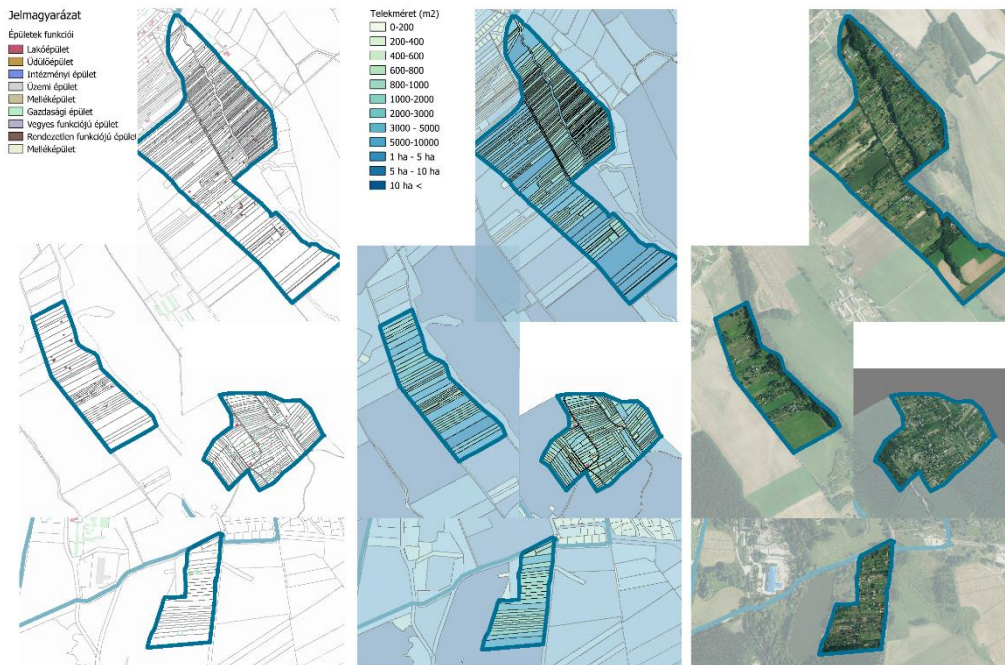 Jelmagyarázat
Épületek funkciói
Lakóépület
Üdülőépület
Intézményi épület
Üzemi épület
Melléképület
Gazdasági épület
Vegyes funkciójú épület
Rendezetlen funkciójú épület
Melléképület
Telekméret (m2)
0-200
200-400
400-600
600-800
800-1000
1000-2000
2000-3000
3000 - 5000
5000-10000
1 ha - 5 ha
5 ha - 10 ha
10 ha <